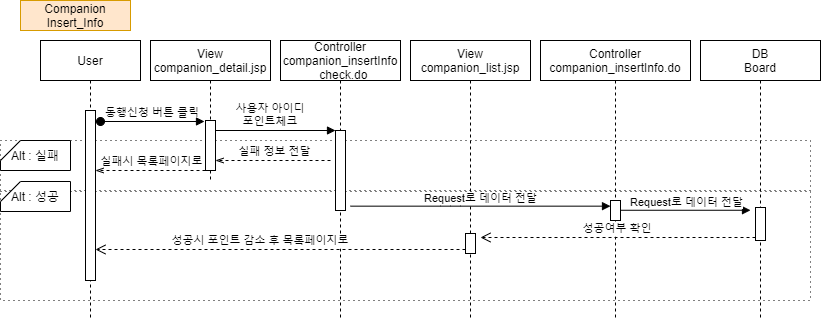 Companion
Insert_Info
User
View
companion_detail.jsp
Controller
companion_insertInfo
check.do
View
companion_list.jsp
Controller
companion_insertInfo.do
DB
Board
동행신청 버튼 클릭
사용자 아이디
포인트체크
Alt : 실패
실패시 목록페이지로
실패 정보 전달
Alt : 성공
Request로 데이터 전달
Request로 데이터 전달
성공여부 확인
성공시 포인트 감소 후 목록페이지로